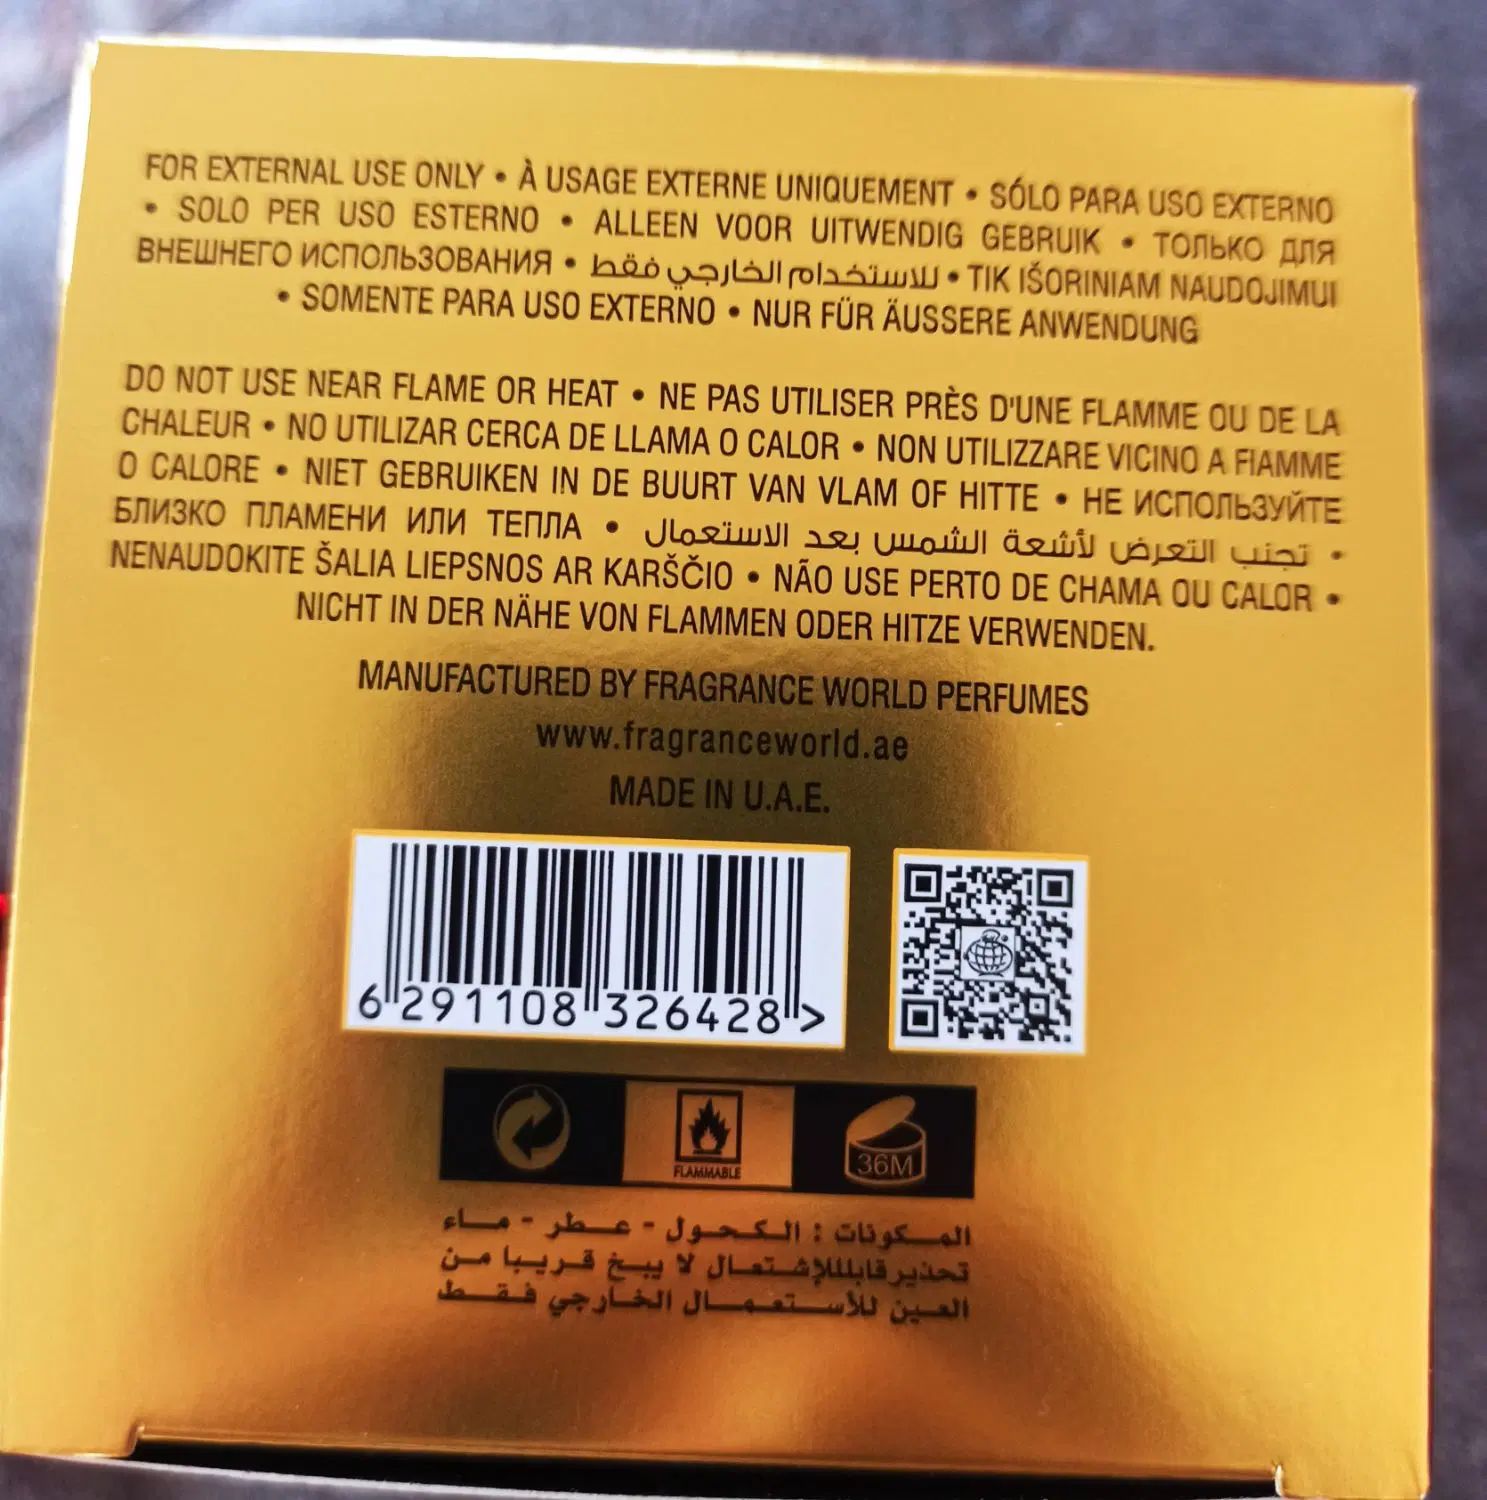 FOR EXTERNAL USE ONLY • À USAGE EXTERNE UNIQUEMENT • SÓLO PARA USO EXTERNO
• SOLO PER USO ESTERNO • ALLEEN VOOR UITWENDIG GEBRUIK • ТОЛЬКО ДЛЯ
ВНЕШНЕГО ИСПОЛЬЗОВАНИЯ • للاستخدام الخارجي فقط • TIK IŠORINIAM NAUDOJIMUI
• SOMENTE PARA USO EXTERNO • NUR FÜR ÄUSSERE ANWENDUNG
DO NOT USE NEAR FLAME OR HEAT • NE PAS UTILISER PRÈS D'UNE FLAMME OU DE LA
CHALEUR • NO UTILIZAR CERCA DE LLAMA O CALOR • NON UTILIZZARE VICINO A FIAMME
O CALORE • NIET GEBRUIKEN IN DE BUURT VAN VLAM OF HITTE • НЕ ИСПОЛЬЗУЙТЕ
БЛИЗКО ПЛАМЕНИ ИЛИ ТЕПЛА • تجنب التعرض لأشعة الشمس بعد الاستعمال •
NENAUDOKITE ŠALIA LIEPSNOS AR KARŠČIO • NÃO USE PERTO DE CHAMA OU CALOR •
NICHT IN DER NÄHE VON FLAMMEN ODER HITZE VERWENDEN.
MANUFACTURED BY FRAGRANCE WORLD PERFUMES
www.fragranceworld.ae
MADE IN U.A.E.
6 291108 326428 >
FLAMMABLE
36M
المكونات : الكحول - عطر - ماء
تحذير قابلللإشتعال لا يبخ قريبا من
العين للأستعمال الخارجي فقط